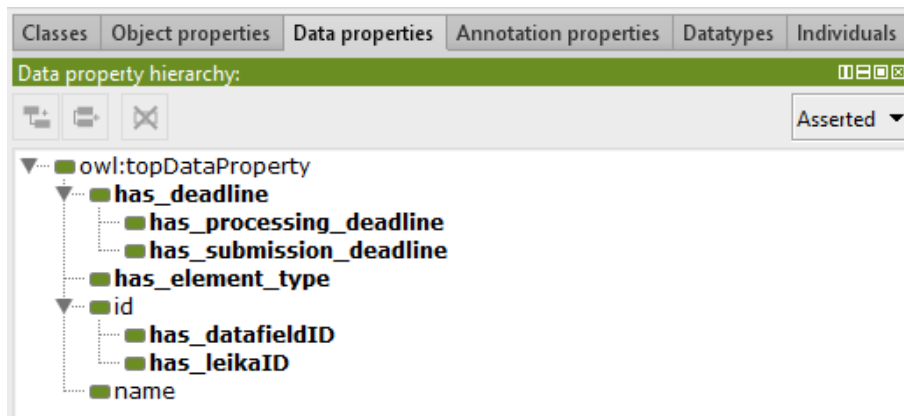 Classes Object properties Data properties Annotation properties Datatypes Individuals
Data property hierarchy:
Asserted
owl:topDataProperty
has_deadline
has_processing_deadline
has_submission_deadline
has_element_type
id
has_datafieldID
has_leikaID
name